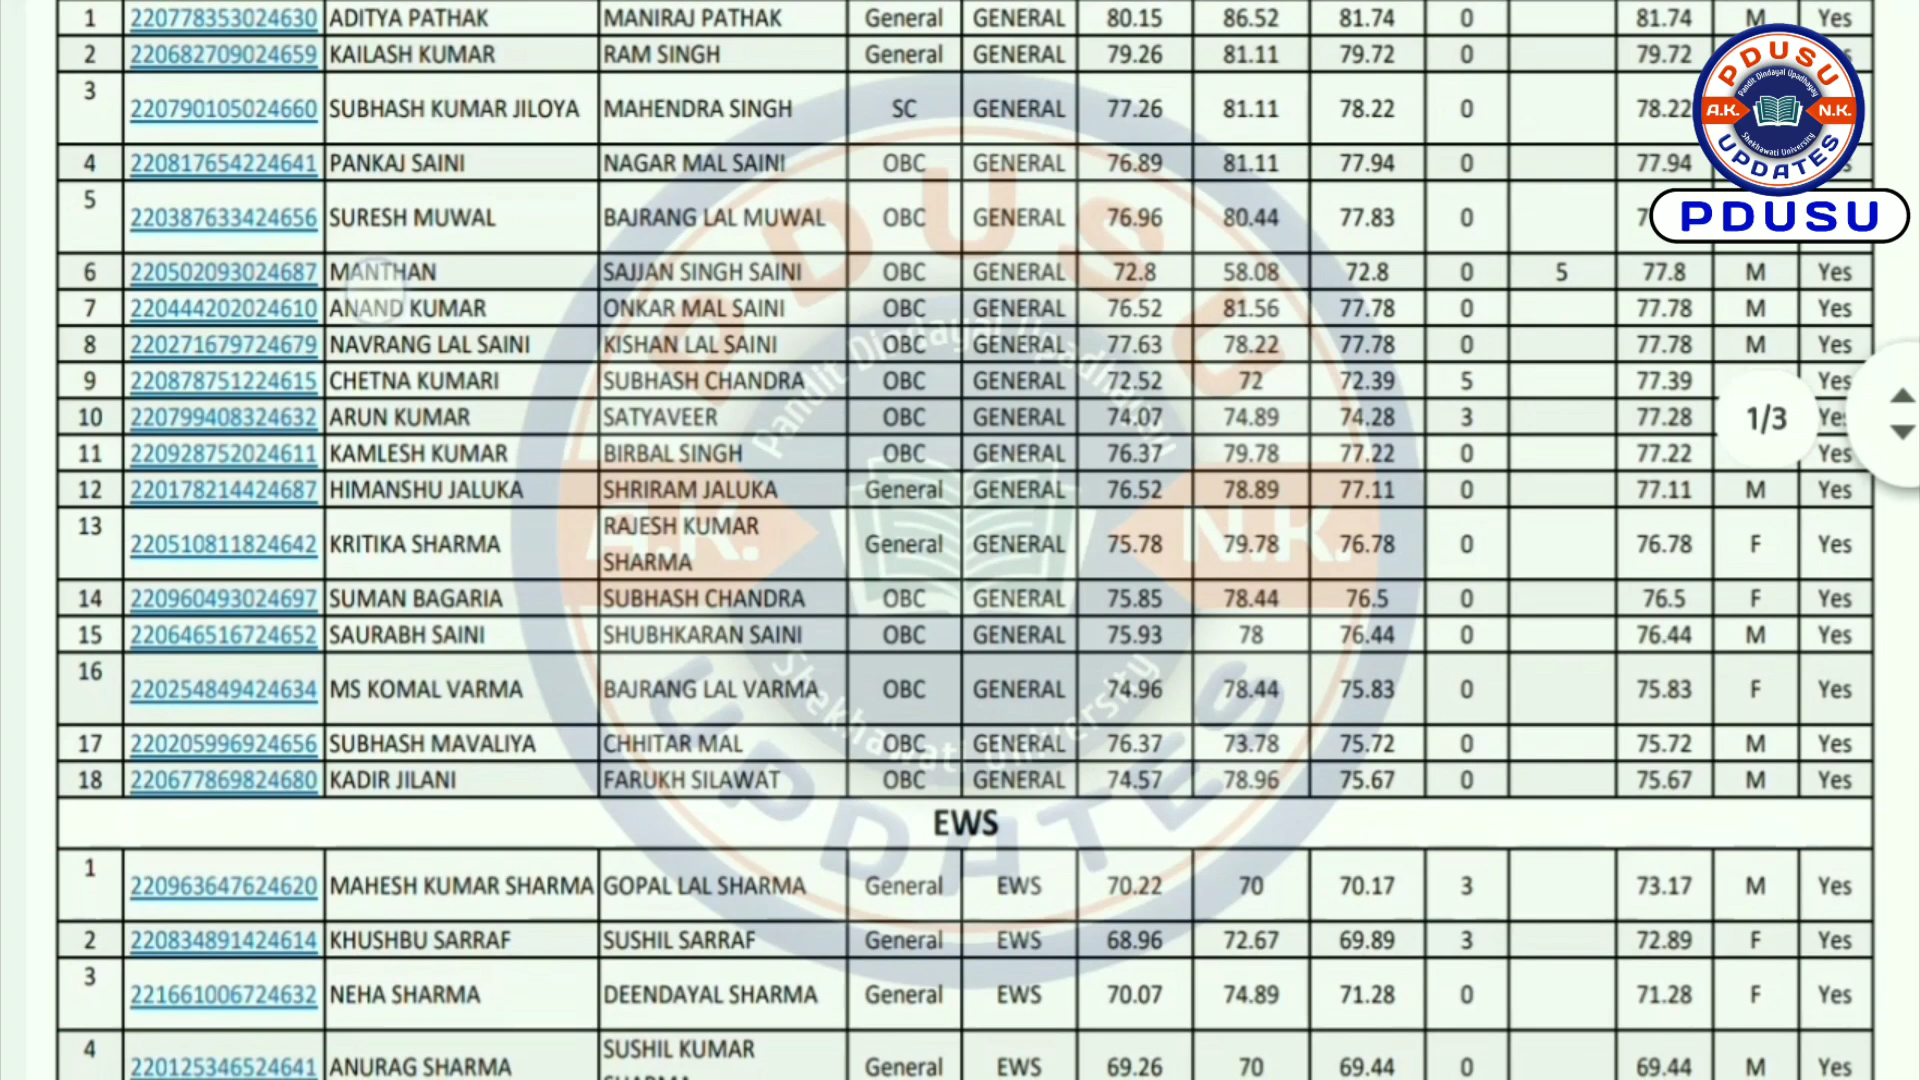 1 220778353024630 ADITYA PATHAK MANIRAJ PATHAK General GENERAL 80.15 86.52 81.74 0 81.74 M Yes
2 220682709024659 KAILASH KUMAR RAM SINGH General GENERAL 79.26 81.11 79.72 0 79.72
3 220790105024660 SUBHASH KUMAR JILOYA MAHENDRA SINGH SC GENERAL 77.26 81.11 78.22 0 78.22
4 220817654224641 PANKAJ SAINI NAGAR MAL SAINI OBC GENERAL 76.89 81.11 77.94 0 77.94
5 220387633424656 SURESH MUWAL BAJRANG LAL MUWAL OBC GENERAL 76.96 80.44 77.83 0
6 220502093024687 MANTHAN SAJJAN SINGH SAINI OBC GENERAL 72.8 58.08 72.8 0 5 77.8 M Yes
7 220444202024610 ANAND KUMAR ONKAR MAL SAINI OBC GENERAL 76.52 81.56 77.78 0 77.78 M Yes
8 220271679724679 NAVRANG LAL SAINI KISHAN LAL SAINI OBC GENERAL 77.63 78.22 77.78 0 77.78 M Yes
9 220878751224615 CHETNA KUMARI SUBHASH CHANDRA OBC GENERAL 72.52 72 72.39 5 77.39 Yes
10 220799408324632 ARUN KUMAR SATYAVEER OBC GENERAL 74.07 74.89 74.28 3 77.28
11 220928752024611 KAMLESH KUMAR BIRBAL SINGH OBC GENERAL 76.37 79.78 77.22 0 77.22 Yes
12 220178214424687 HIMANSHU JALUKA SHRIRAM JALUKA General GENERAL 76.52 78.89 77.11 0 77.11 M Yes
13 220510811824642 KRITIKA SHARMA RAJESH KUMAR SHARMA General GENERAL 75.78 79.78 76.78 0 76.78 F Yes
14 220960493024697 SUMAN BAGARIA SUBHASH CHANDRA OBC GENERAL 75.85 78.44 76.5 0 76.5 F Yes
15 220646516724652 SAURABH SAINI SHUBHKARAN SAINI OBC GENERAL 75.93 78 76.44 0 76.44 M Yes
16 220254849424634 MS KOMAL VARMA BAJRANG LAL VARMA OBC GENERAL 74.96 78.44 75.83 0 75.83 F Yes
17 220205996924656 SUBHASH MAVALIYA CHHITAR MAL OBC GENERAL 76.37 73.78 75.72 0 75.72 M Yes
18 220677869824680 KADIR JILANI FARUKH SILAWAT OBC GENERAL 74.57 78.96 75.67 0 75.67 M Yes
EWS
1 220963647624620 MAHESH KUMAR SHARMA GOPAL LAL SHARMA General EWS 70.22 70 70.17 3 73.17 M Yes
2 220834891424614 KHUSHBU SARRAF SUSHIL SARRAF General EWS 68.96 72.67 69.89 3 72.89 F Yes
3 221661006724632 NEHA SHARMA DEENDAYAL SHARMA General EWS 70.07 74.89 71.28 0 71.28 F Yes
4 220125346524641 ANURAG SHARMA SUSHIL KUMAR General EWS 69.26 70 69.44 0 69.44 M Yes
PDUSU
Pandit Dindayal Upadhagay
A.K. N.K.
Shekhawati University
UPDATES
PDUSU
1/3
PDUSU
Pandit Dindayal Upadhagay
A.K. N.K.
Shekhawati University
UPDATES